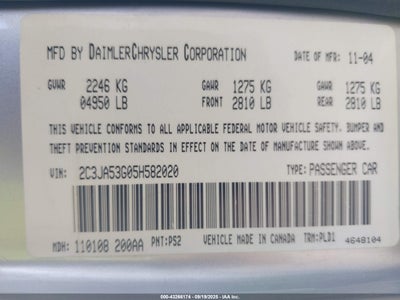 MFD BY DAIMLERCHRYSLER CORPORATION DATE OF MFR: 11-04
GVWR 2246 KG GAWR 1275 KG GAWR 1275 KG
04950 LB FRONT 2810 LB REAR 2810 LB
THIS VEHICLE CONFORMS TO ALL APPLICABLE FEDERAL MOTOR VEHICLE SAFETY, BUMPER AND
THEFT PREVENTION STANDARDS IN EFFECT ON THE DATE OF MANUFACTURE SHOWN ABOVE.
VIN: 2C3JA53G05H582020 TYPE: PASSENGER CAR
MDH: 110108 200AA PNT: PS2 VEHICLE MADE IN CANADA TRM: PLD1 4648104
000-43266174 - 09/19/2025 - IAA, Inc.